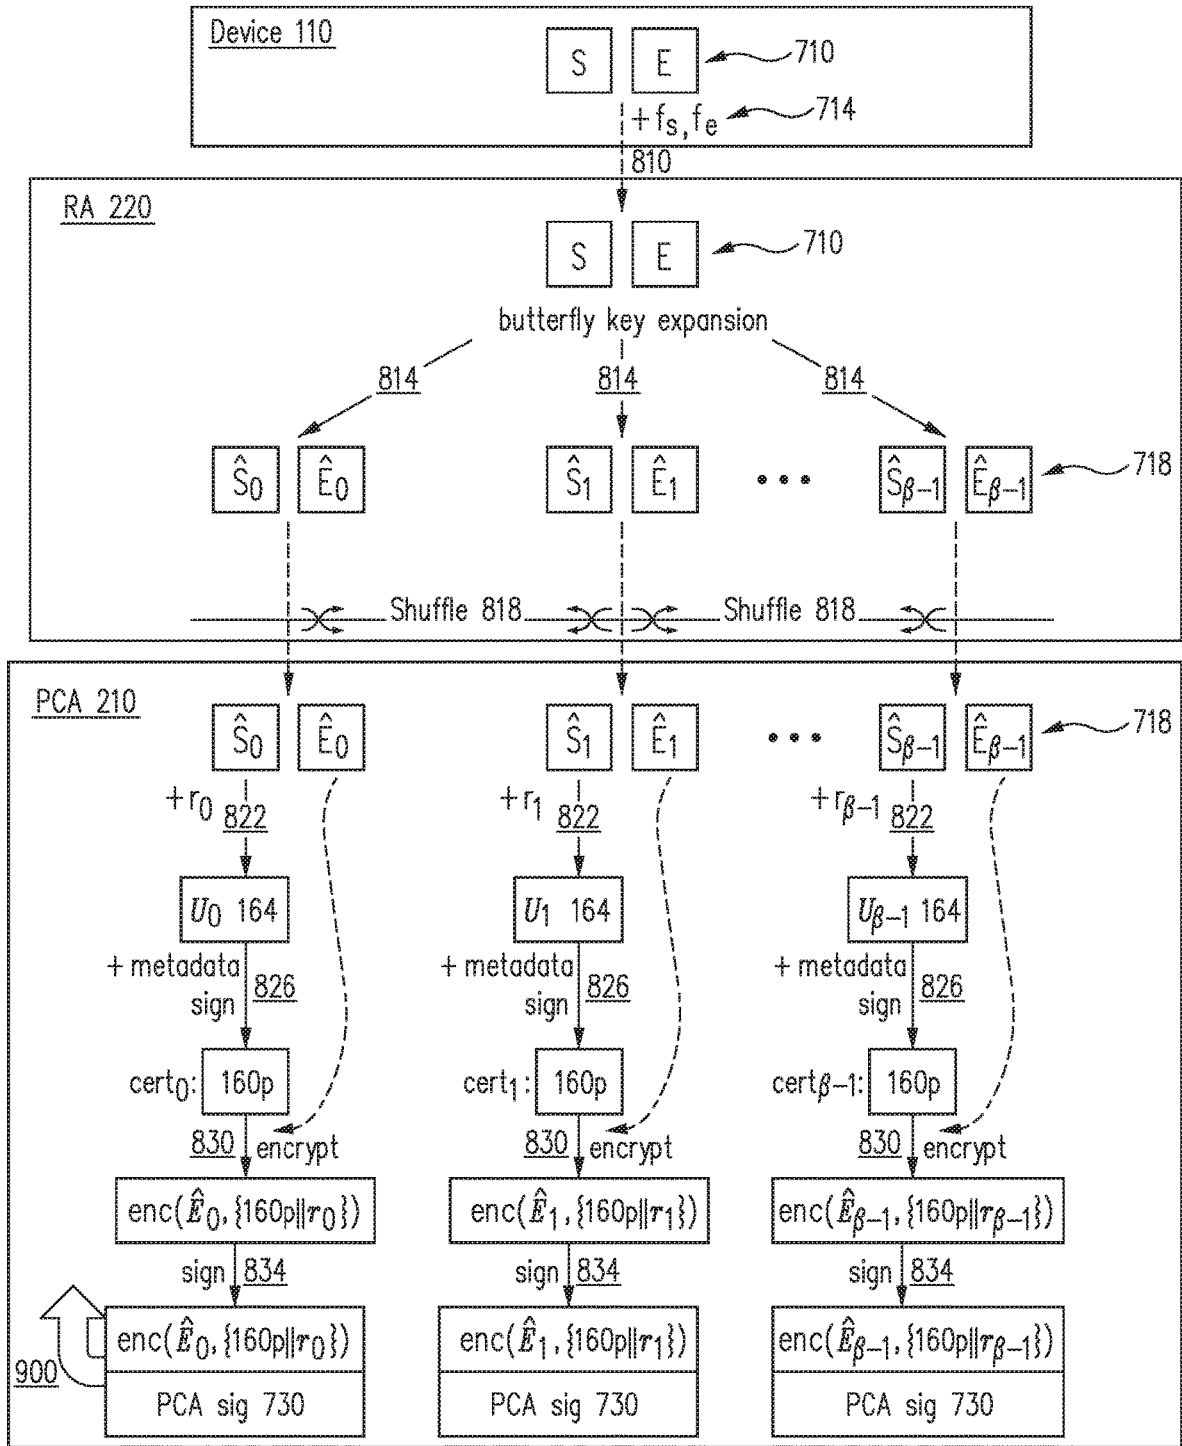 Device 110
S E 710
+ fs, fe 714
810
RA 220
S E 710
butterfly key expansion
814 814 814
Ŝ0 Ê0 Ŝ1 Ê1 ••• Ŝβ−1 Êβ−1 718
Shuffle 818 Shuffle 818
PCA 210
Ŝ0 Ê0 Ŝ1 Ê1 ••• Ŝβ−1 Êβ−1 718
+ r0 822 + r1 822 + rβ−1 822
U0 164 U1 164 Uβ−1 164
+ metadata + metadata + metadata
sign 826 sign 826 sign 826
cert0: 160p cert1: 160p certβ−1: 160p
830 encrypt 830 encrypt 830 encrypt
enc(Ê0, {160p||r0}) enc(Ê1, {160p||r1}) enc(Êβ−1, {160p||rβ−1})
sign 834 sign 834 sign 834
enc(Ê0, {160p||r0}) enc(Ê1, {160p||r1}) enc(Êβ−1, {160p||rβ−1})
900
PCA sig 730 PCA sig 730 PCA sig 730